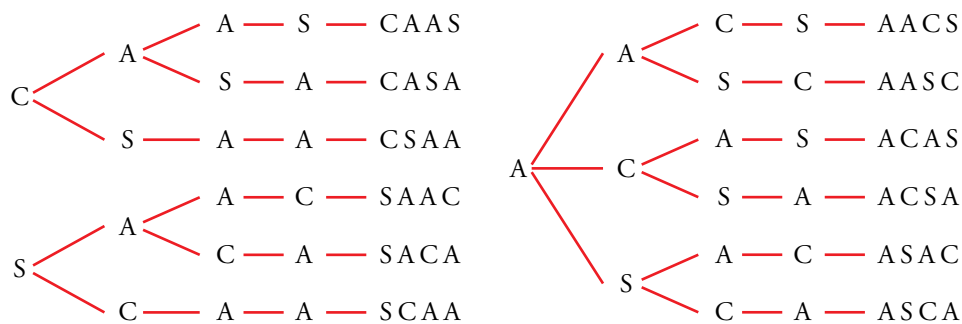 A S CAAS
A
S A CASA
C
S A A CSAA
A C SAAC
A
C A SACA
S
C A A SCAA
C S AACS
A
S C AASC
A S ACAS
A C
S A ACSA
A C ASAC
S
C A ASCA